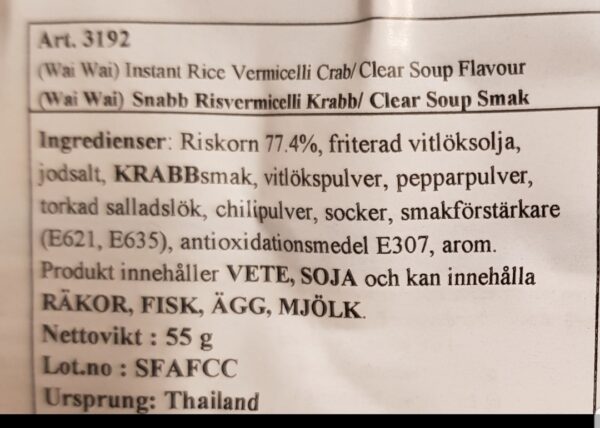 Art. 3192
(Wai Wai) Instant Rice Vermicelli Crab/ Clear Soup Flavour
(Wai Wai) Snabb Risvermicelli Krabb/ Clear Soup Smak
Ingredienser: Riskorn 77.4%, friterad vitlöksolja,
jodsalt, KRABBsmak, vitlökspulver, pepparpulver,
torkad salladslök, chilipulver, socker, smakförstärkare
(E621, E635), antioxidationsmedel E307, arom.
Produkt innehåller VETE, SOJA och kan innehålla
RÄKOR, FISK, ÄGG, MJÖLK.
Nettovikt : 55 g
Lot.no : SFAFCC
Ursprung: Thailand